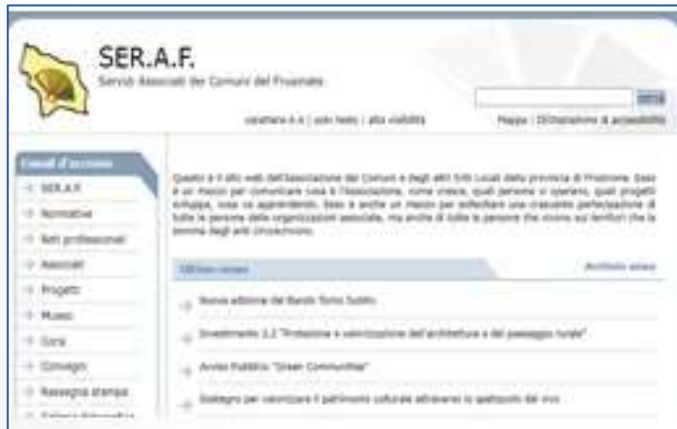 SER.A.F.
Servizi Associati dei Comuni del Frusinate
cerca
carattere | solo testo | alta visibilità
Mappa | Dichiarazione di accessibilità
Canali d'accesso
SER.A.F.
Normative
Reti professionali
Associati
Progetti
Museo
Corsi
Convegni
Rassegna stampa
Questo è il sito web dell'Associazione dei Comuni e degli altri Enti Locali della provincia di Frosinone. Esso
è un mezzo per comunicare cosa è l'Associazione, come cresce, quali persone vi operano, quali progetti
sviluppa, cosa va apprendendo. Esso è anche un mezzo per sollecitare una crescente partecipazione di
tutte le persone delle organizzazioni associate, ma anche di tutte le persone che vivono sui territori che la
somma degli enti circoscrivono.
Ultime news
Archivio news
Nuova edizione del Bando Torno Subito
Investimento 2.2 "Protezione e valorizzazione dell'architettura e del paesaggio rurale"
Avviso Pubblico "Green Communities"
Sostegno per valorizzare il patrimonio culturale attraverso lo spettacolo dal vivo